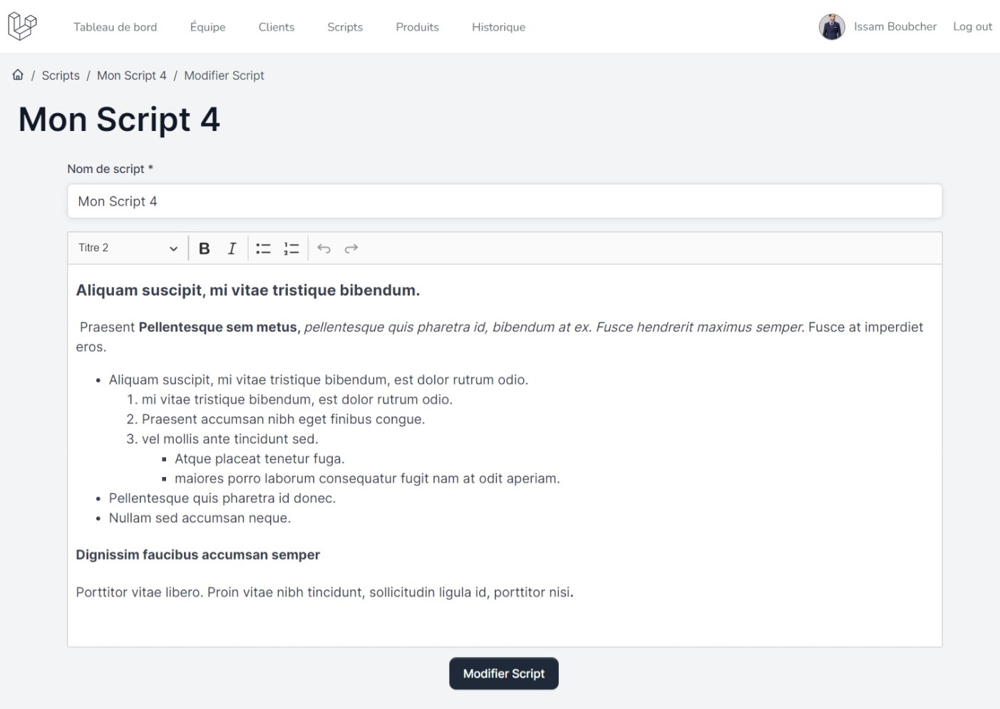 Tableau de bord Équipe Clients Scripts Produits Historique Issam Boubcher Log out
/ Scripts / Mon Script 4 / Modifier Script
Mon Script 4
Nom de script *
Mon Script 4
Titre 2 B I
Aliquam suscipit, mi vitae tristique bibendum.
Praesent Pellentesque sem metus, pellentesque quis pharetra id, bibendum at ex. Fusce hendrerit maximus semper. Fusce at imperdiet
eros.
• Aliquam suscipit, mi vitae tristique bibendum, est dolor rutrum odio.
1. mi vitae tristique bibendum, est dolor rutrum odio.
2. Praesent accumsan nibh eget finibus congue.
3. vel mollis ante tincidunt sed.
▪ Atque placeat tenetur fuga.
▪ maiores porro laborum consequatur fugit nam at odit aperiam.
• Pellentesque quis pharetra id donec.
• Nullam sed accumsan neque.
Dignissim faucibus accumsan semper
Porttitor vitae libero. Proin vitae nibh tincidunt, sollicitudin ligula id, porttitor nisi.
Modifier Script